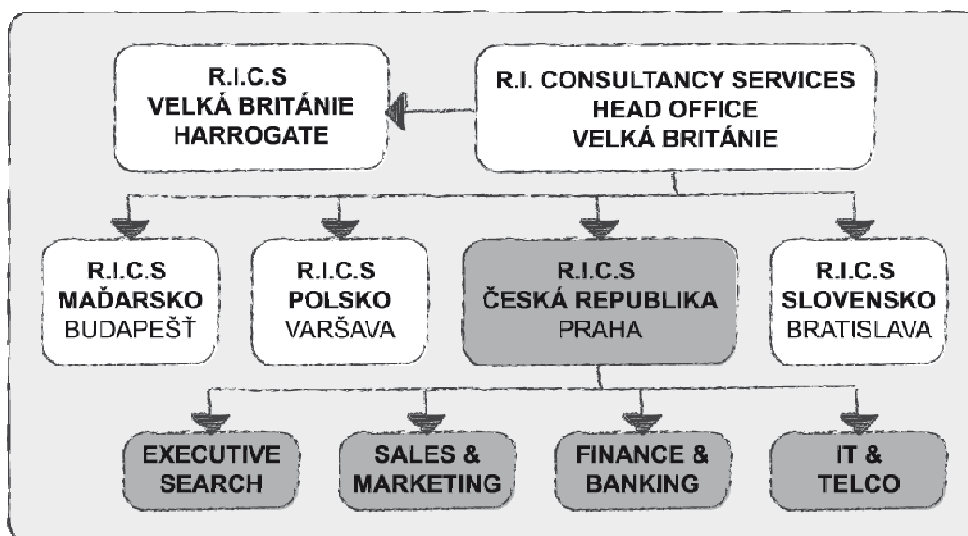 R.I.C.S
VELKÁ BRITÁNIE
HARROGATE
R.I. CONSULTANCY SERVICES
HEAD OFFICE
VELKÁ BRITÁNIE
R.I.C.S
MAĎARSKO
BUDAPEŠŤ
R.I.C.S
POLSKO
VARŠAVA
R.I.C.S
ČESKÁ REPUBLIKA
PRAHA
R.I.C.S
SLOVENSKO
BRATISLAVA
EXECUTIVE
SEARCH
SALES &
MARKETING
FINANCE &
BANKING
IT &
TELCO